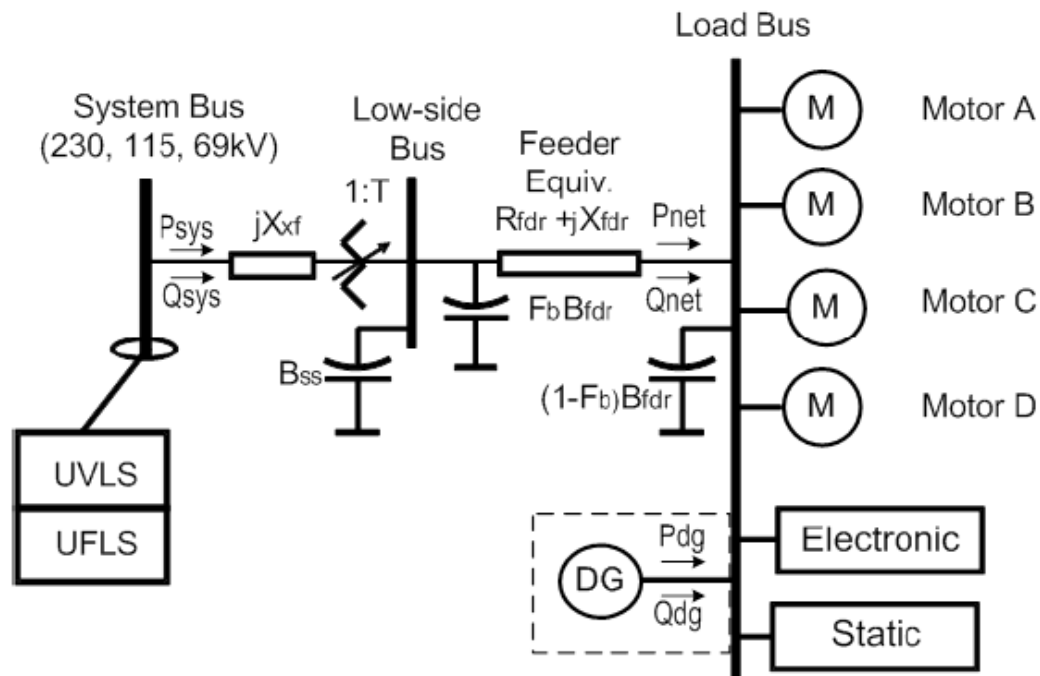 Load Bus
System Bus
(230, 115, 69kV)
Low-side
Bus
Feeder
Equiv.
Rfdr +jXfdr
1:T
Psys
Qsys
jXxf
Pnet
Qnet
FbBfdr
Bss
(1-Fb)Bfdr
M
Motor A
M
Motor B
M
Motor C
M
Motor D
UVLS
UFLS
DG
Pdg
Qdg
Electronic
Static